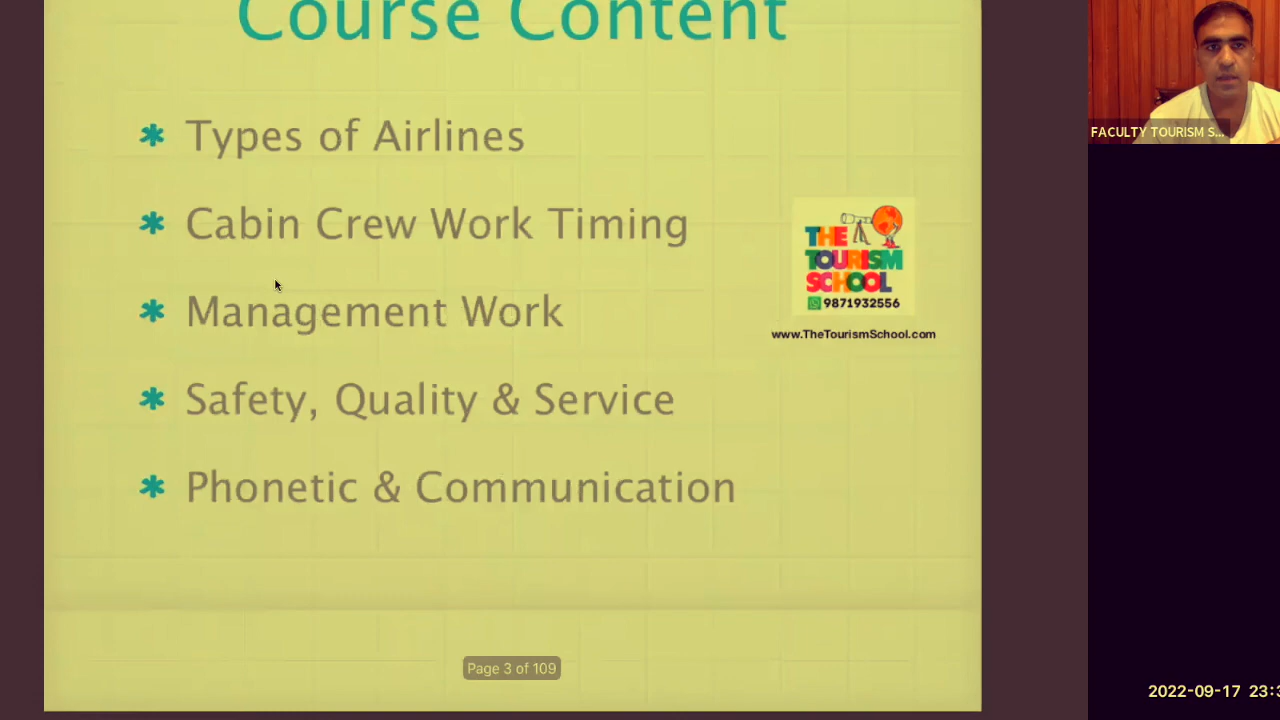 Course Content
* Types of Airlines
* Cabin Crew Work Timing
* Management Work
* Safety, Quality & Service
* Phonetic & Communication
THE
TOURISM
SCHOOL
9871932556
www.TheTourismSchool.com
Page 3 of 109
FACULTY TOURISM S...
2022-09-17 23:3